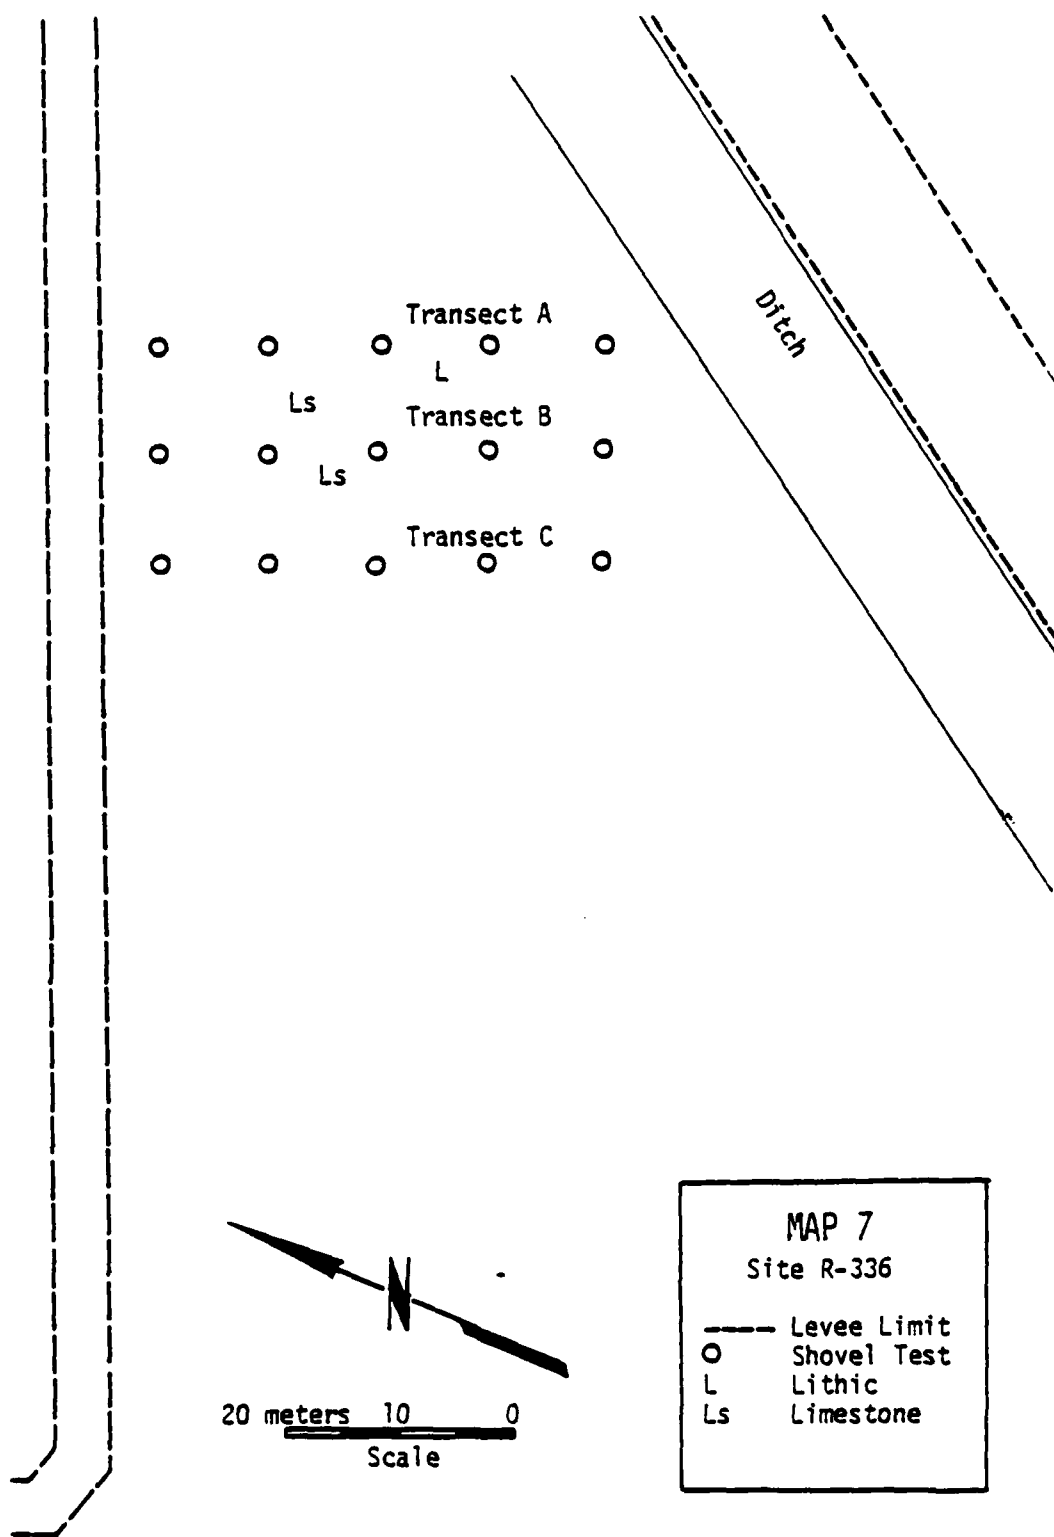 Ditch
Transect A
L
Ls
Transect B
Ls
Transect C
N
20 meters 10 0
Scale
MAP 7
Site R-336
Levee Limit
O Shovel Test
L Lithic
Ls Limestone